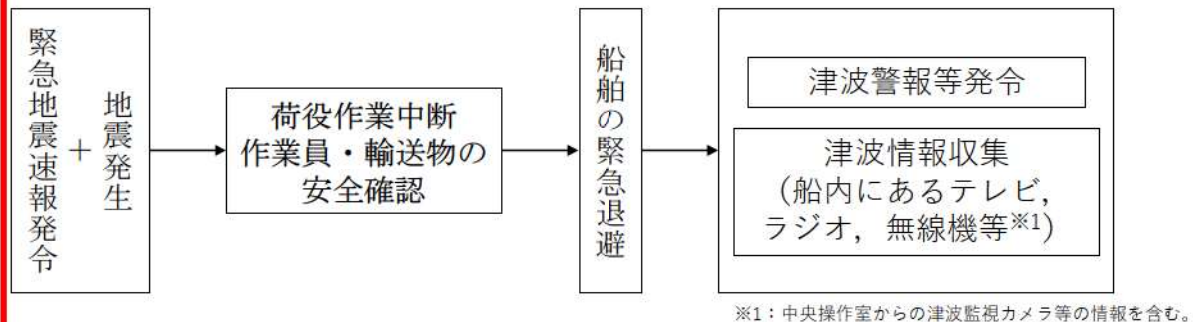 緊急地震速報発令
＋
地震発生
荷役作業中断
作業員・輸送物の
安全確認
船舶の緊急退避
津波警報等発令
津波情報収集
（船内にあるテレビ，
ラジオ，無線機等※1）
※1：中央操作室からの津波監視カメラ等の情報を含む。